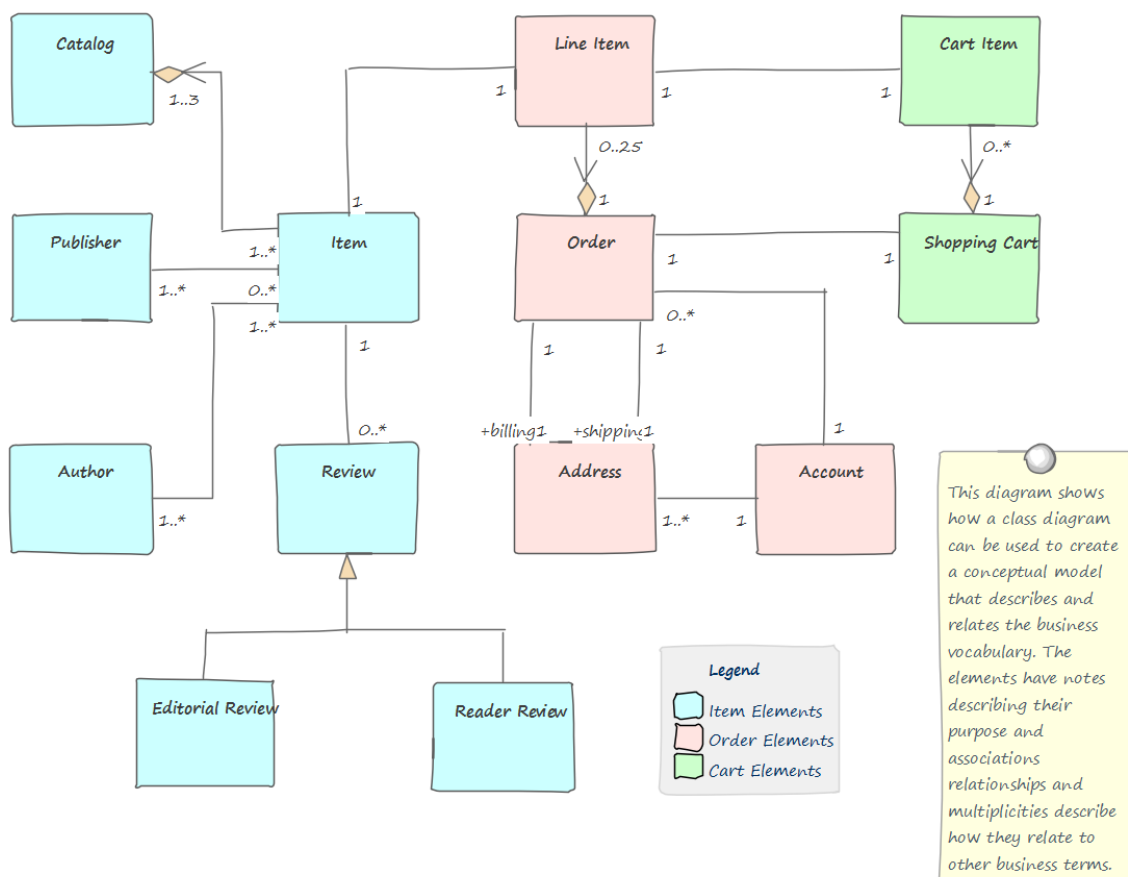 Catalog
Line Item
Cart Item
1..3
1
1
1
0..25
0..*
1
1
1
Publisher
Item
Order
Shopping Cart
1..*
1
1
1..*
0..*
0..*
1..*
1
1
1
+billing
1
+shipping
1
0..*
1
Author
Review
Address
Account
1..*
1..*
1
This diagram shows
how a class diagram
can be used to create
a conceptual model
that describes and
relates the business
vocabulary. The
elements have notes
describing their
purpose and
associations
relationships and
multiplicities describe
how they relate to
other business terms.
Legend
Item Elements
Order Elements
Cart Elements
Editorial Review
Reader Review